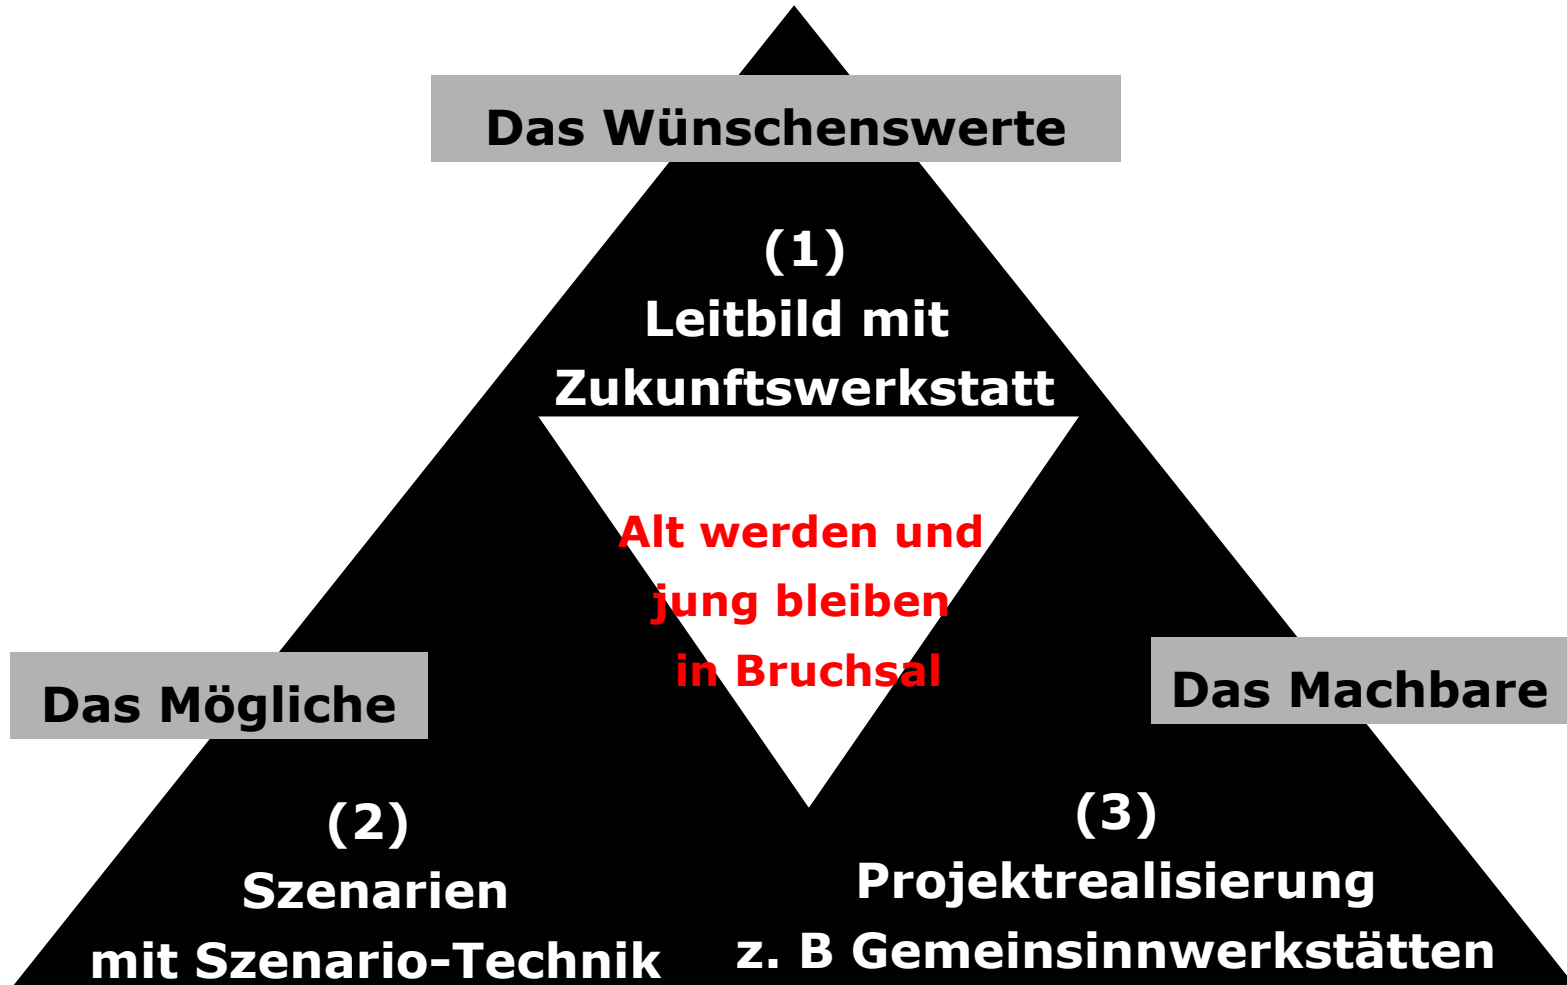 Das Wünschenswerte
(1)
Leitbild mit
Zukunftswerkstatt
Alt werden und
jung bleiben
in Bruchsal
Das Mögliche
(2)
Szenarien
mit Szenario-Technik
Das Machbare
(3)
Projektrealisierung
z. B Gemeinsinnwerkstätten